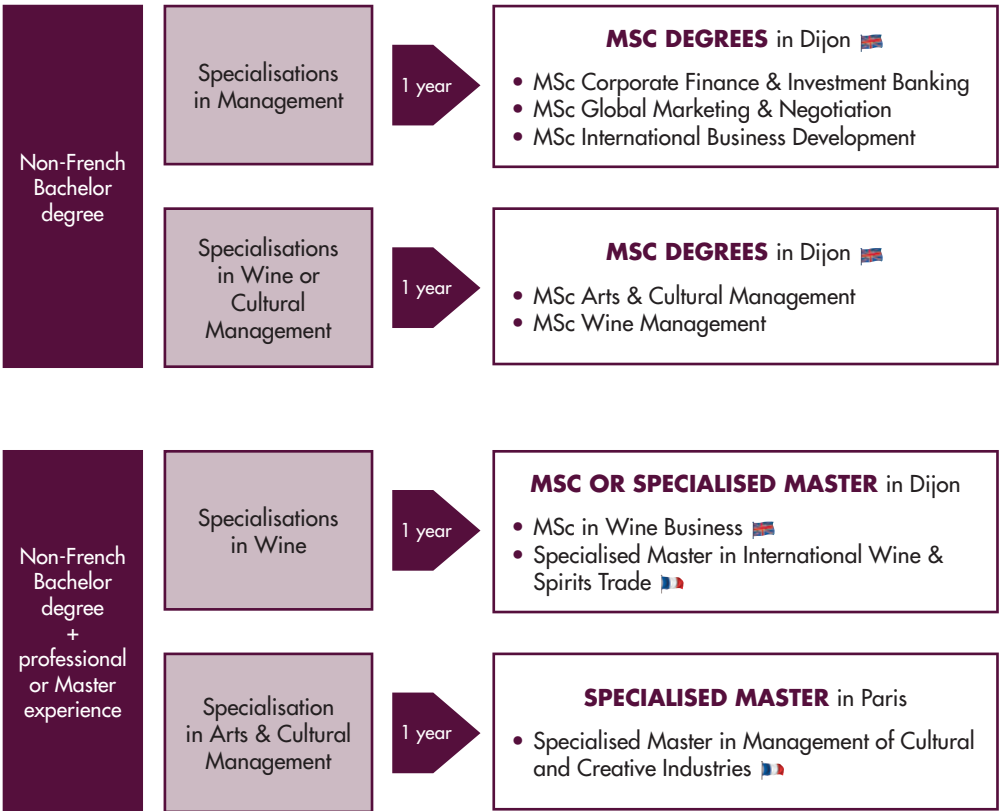 Non-French
Bachelor
degree
Specialisations
in Management
1 year
MSC DEGREES in Dijon
• MSc Corporate Finance & Investment Banking
• MSc Global Marketing & Negotiation
• MSc International Business Development
Specialisations
in Wine or
Cultural
Management
1 year
MSC DEGREES in Dijon
• MSc Arts & Cultural Management
• MSc Wine Management
Non-French
Bachelor
degree
+
professional
or Master
experience
Specialisations
in Wine
1 year
MSC OR SPECIALISED MASTER in Dijon
• MSc in Wine Business
• Specialised Master in International Wine &
Spirits Trade
Specialisation
in Arts & Cultural
Management
1 year
SPECIALISED MASTER in Paris
• Specialised Master in Management of Cultural
and Creative Industries